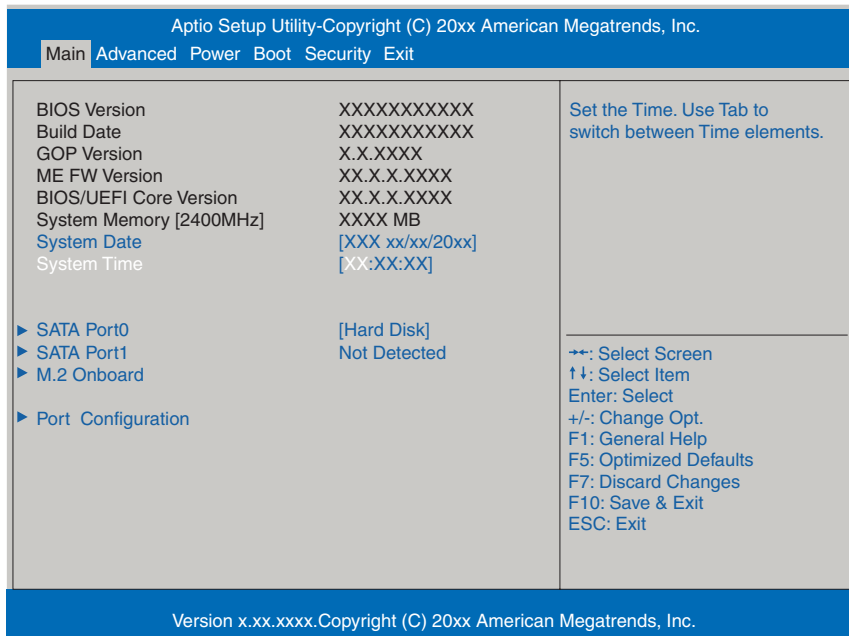 Aptio Setup Utility-Copyright (C) 20xx American Megatrends, Inc.
Main Advanced Power Boot Security Exit
BIOS Version XXXXXXXXXXX
Build Date XXXXXXXXXXX
GOP Version X.X.XXXX
ME FW Version XX.X.X.XXXX
BIOS/UEFI Core Version XX.X.X.XXXX
System Memory [2400MHz] XXXX MB
System Date [XXX xx/xx/20xx]
System Time [XX:XX:XX]
► SATA Port0 [Hard Disk]
► SATA Port1 Not Detected
► M.2 Onboard
► Port Configuration
Set the Time. Use Tab to
switch between Time elements.
→←: Select Screen
↑↓: Select Item
Enter: Select
+/-: Change Opt.
F1: General Help
F5: Optimized Defaults
F7: Discard Changes
F10: Save & Exit
ESC: Exit
Version x.xx.xxxx.Copyright (C) 20xx American Megatrends, Inc.